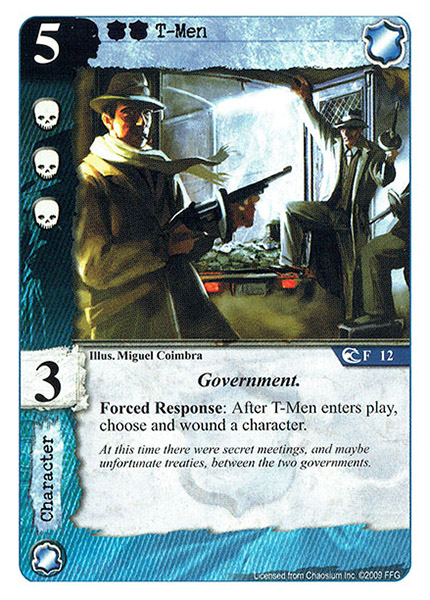 5
T-Men
Illus. Miguel Coimbra
F 12
3
Government.
Forced Response: After T-Men enters play,
choose and wound a character.
At this time there were secret meetings, and maybe
unfortunate treaties, between the two governments.
Character
Licensed from Chaosium Inc. ©2009 FFG